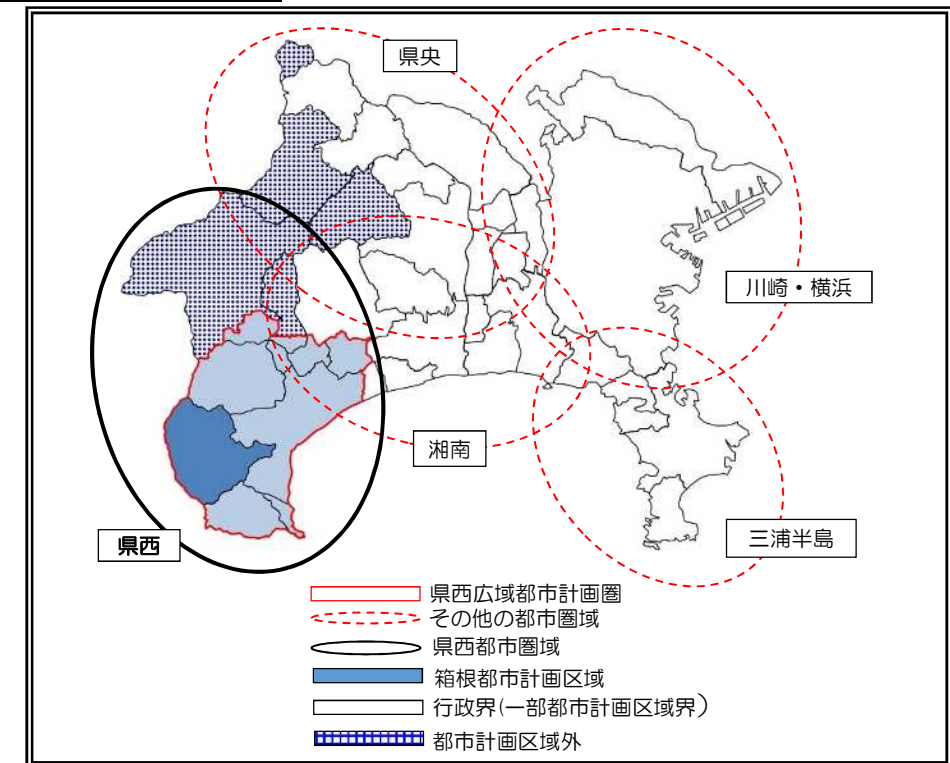 県央
川崎・横浜
湘南
県西
三浦半島
県西広域都市計画圏
その他の都市圏域
県西都市圏域
箱根都市計画区域
行政界(一部都市計画区域界)
都市計画区域外